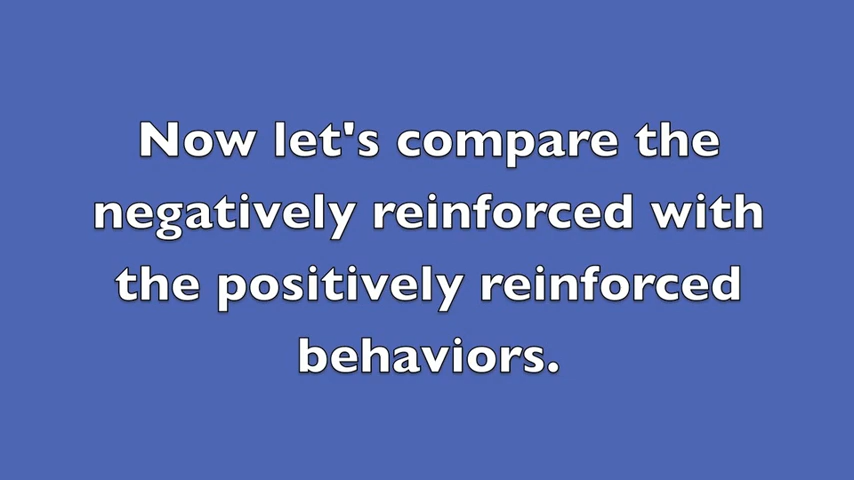 Now let's compare the
negatively reinforced with
the positively reinforced
behaviors.